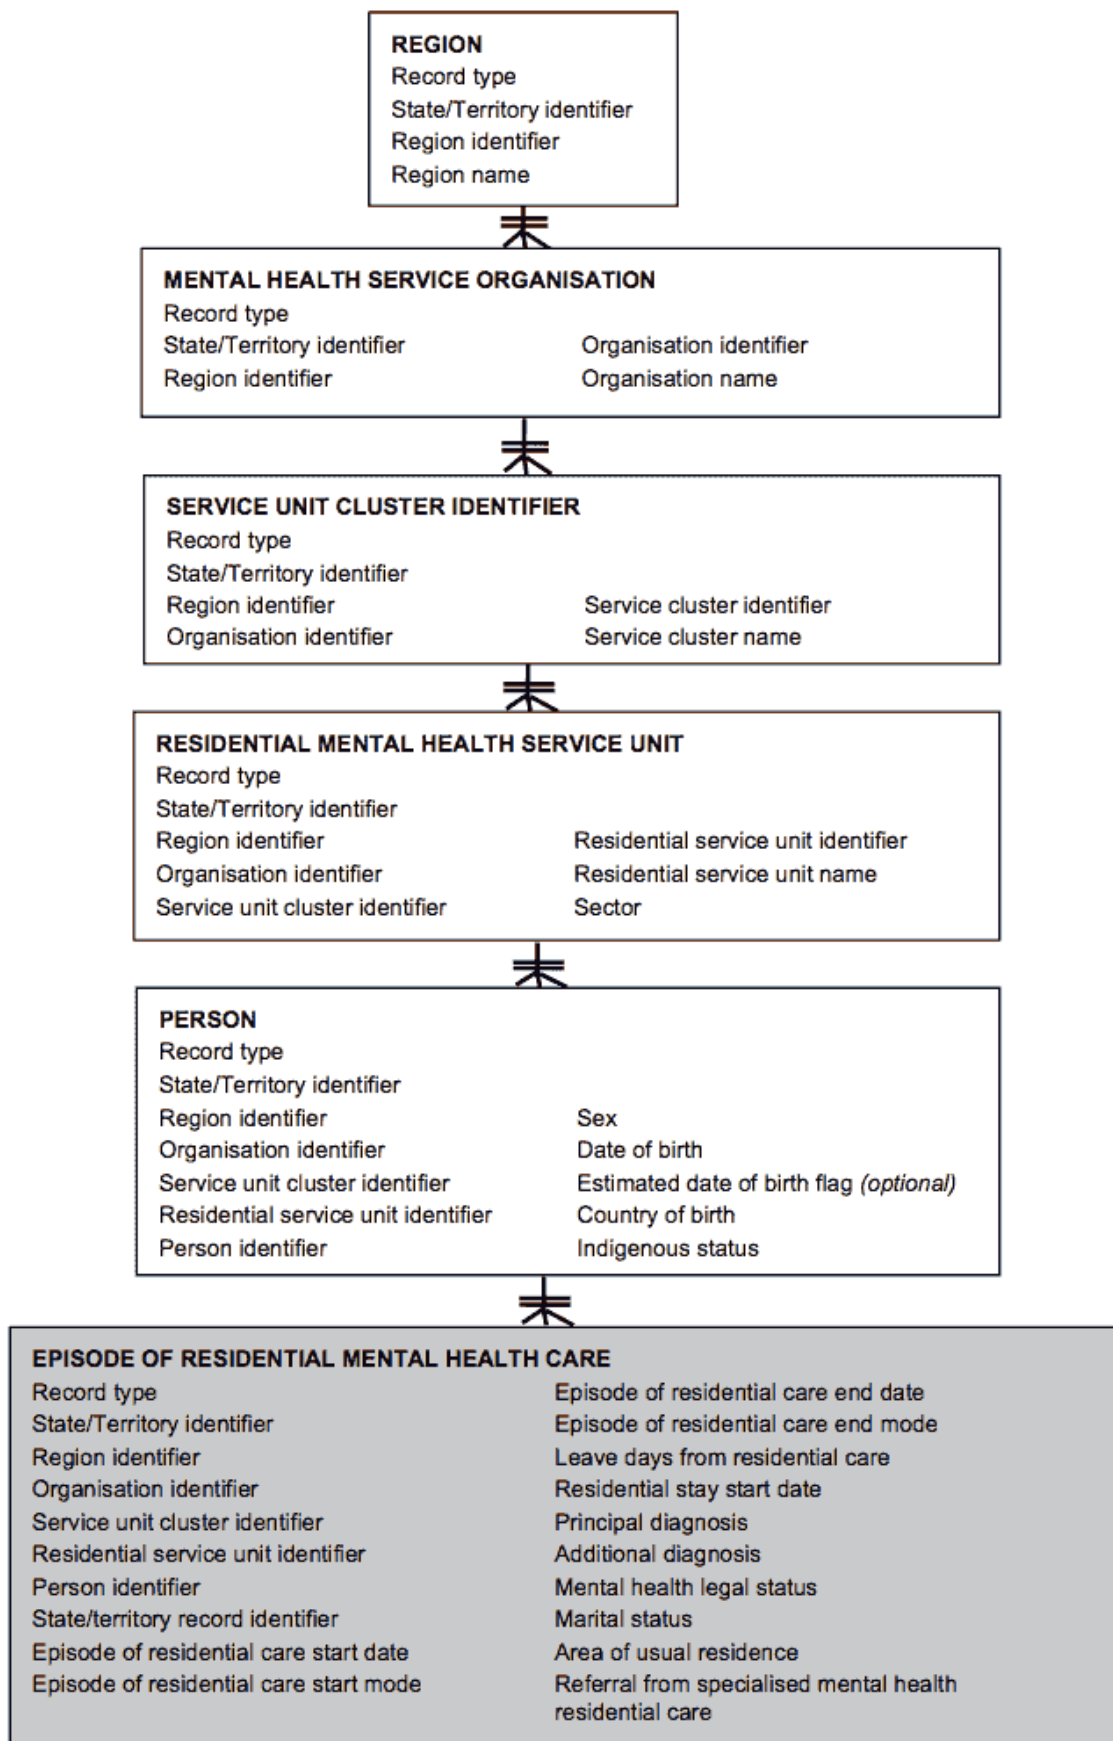 REGION
Record type
State/Territory identifier
Region identifier
Region name
MENTAL HEALTH SERVICE ORGANISATION
Record type
State/Territory identifier
Region identifier
Organisation identifier
Organisation name
SERVICE UNIT CLUSTER IDENTIFIER
Record type
State/Territory identifier
Region identifier
Organisation identifier
Service cluster identifier
Service cluster name
RESIDENTIAL MENTAL HEALTH SERVICE UNIT
Record type
State/Territory identifier
Region identifier
Organisation identifier
Service unit cluster identifier
Residential service unit identifier
Residential service unit name
Sector
PERSON
Record type
State/Territory identifier
Region identifier
Organisation identifier
Service unit cluster identifier
Residential service unit identifier
Person identifier
Sex
Date of birth
Estimated date of birth flag (optional)
Country of birth
Indigenous status
EPISODE OF RESIDENTIAL MENTAL HEALTH CARE
Record type
State/Territory identifier
Region identifier
Organisation identifier
Service unit cluster identifier
Residential service unit identifier
Person identifier
State/territory record identifier
Episode of residential care start date
Episode of residential care start mode
Episode of residential care end date
Episode of residential care end mode
Leave days from residential care
Residential stay start date
Principal diagnosis
Additional diagnosis
Mental health legal status
Marital status
Area of usual residence
Referral from specialised mental health
residential care